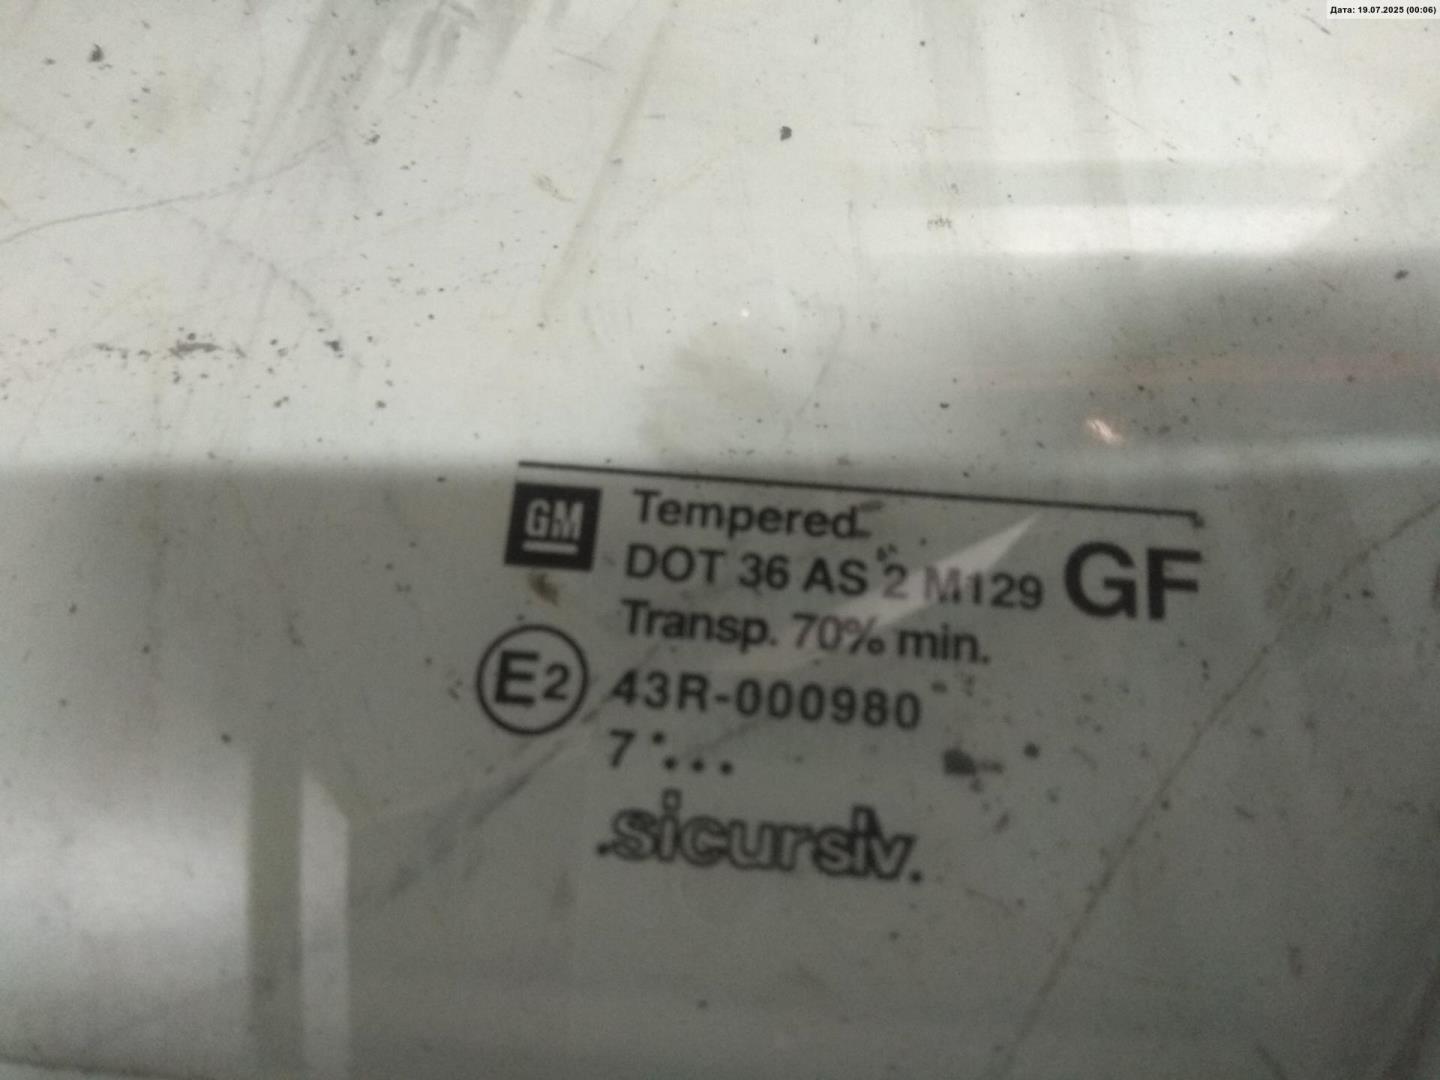 Дата: 19.07.2025 (00:06)
GM
Tempered
DOT 36 AS 2 M129 GF
Transp. 70% min.
E2 43R-000980
7 ....
.sicursiv.